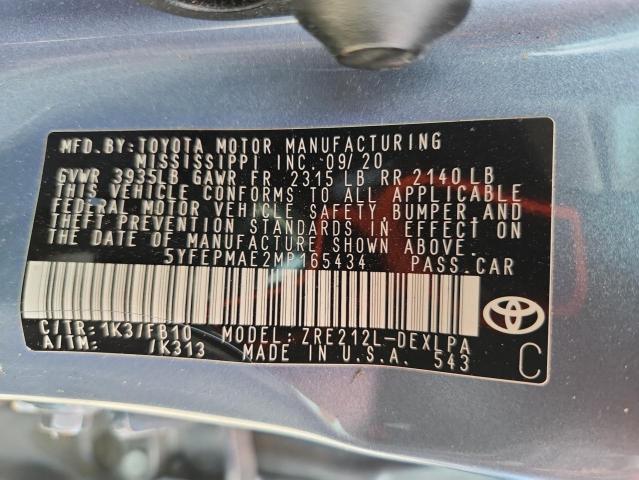 MFD.BY:TOYOTA MOTOR MANUFACTURING
MISSISSIPPI INC.09/20
GVWR 3935LB GAWR FR 2315 LB RR 2140 LB
THIS VEHICLE CONFORMS TO ALL APPLICABLE
FEDERAL MOTOR VEHICLE SAFETY, BUMPER, AND
THEFT PREVENTION STANDARDS IN EFFECT ON
THE DATE OF MANUFACTURE SHOWN ABOVE.
5YFEPMAE2MP165434 PASS.CAR
C/TR: 1K3/FB10 MODEL: ZRE212L-DEXLPA
A/TM: /K313 MADE IN U.S.A. 543 C